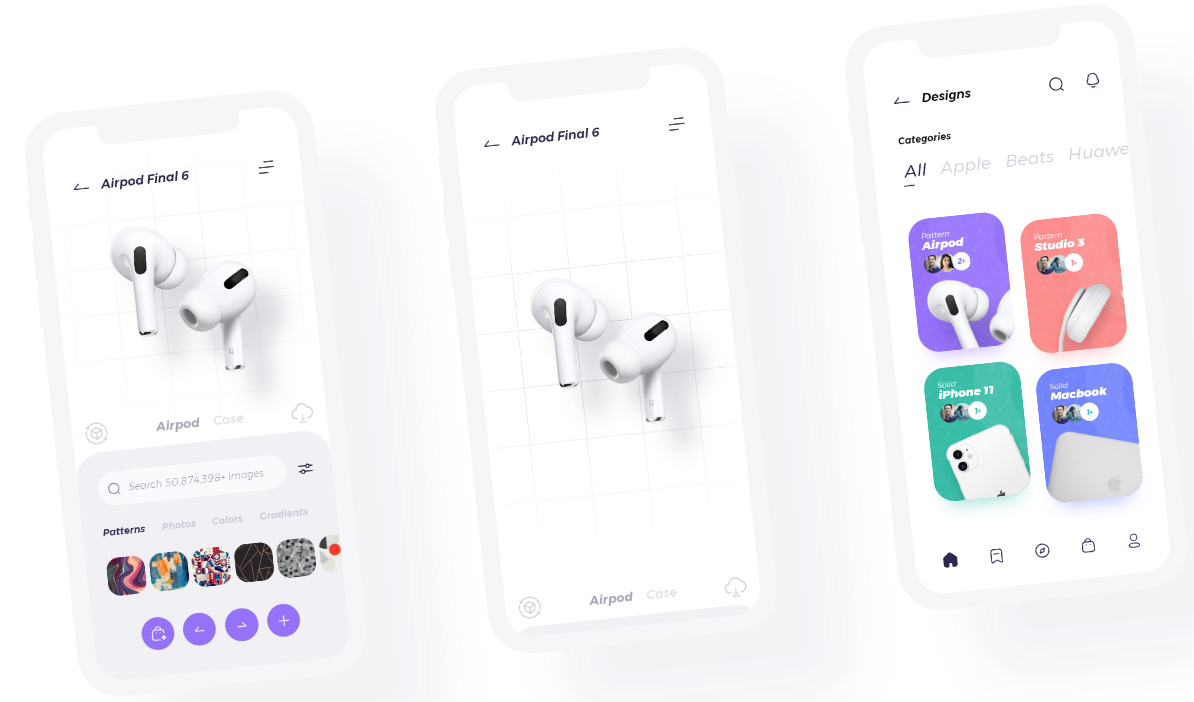 Airpod Final 6
Airpod Case
Search 50,874,398+ images
Patterns Photos Colors Gradients
Airpod Final 6
R
Airpod Case
Designs
Categories
All Apple Beats Huawe
Pattern
Airpod
2+
Pattern
Studio 3
1+
Solid
iPhone 11
1+
Solid
Macbook
1+